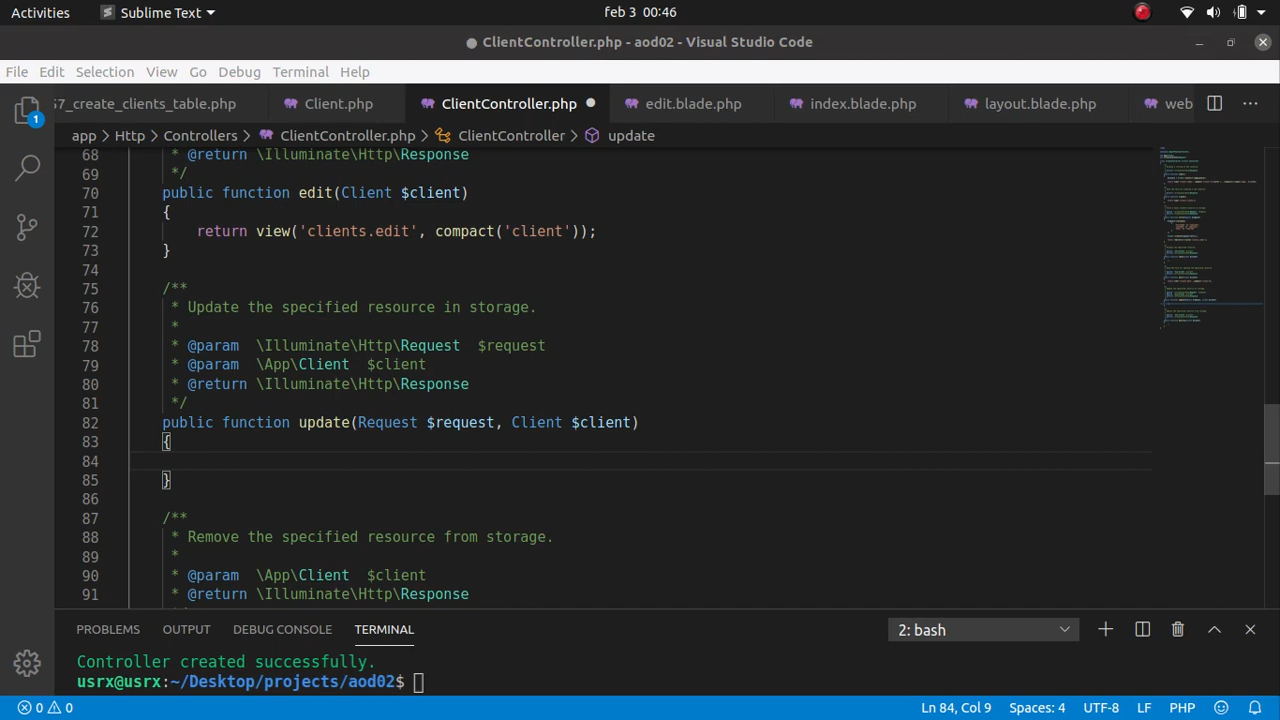 Activities Sublime Text feb 3 00:46
ClientController.php - aod02 - Visual Studio Code
File Edit Selection View Go Debug Terminal Help
57_create_clients_table.php Client.php ClientController.php edit.blade.php index.blade.php layout.blade.php web
1 app Http Controllers ClientController.php ClientController update
68 * @return \Illuminate\Http\Response
69 */
70 public function edit(Client $client)
71 {
72 return view('clients.edit', compact('client'));
73 }
74
75 /**
76 * Update the specified resource in storage.
77 *
78 * @param \Illuminate\Http\Request $request
79 * @param \App\Client $client
80 * @return \Illuminate\Http\Response
81 */
82 public function update(Request $request, Client $client)
83 {
84
85 }
86
87 /**
88 * Remove the specified resource from storage.
89 *
90 * @param \App\Client $client
91 * @return \Illuminate\Http\Response
PROBLEMS OUTPUT DEBUG CONSOLE TERMINAL 2: bash
Controller created successfully.
usrx@usrx:~/Desktop/projects/aod02$
0 0 Ln 84, Col 9 Spaces: 4 UTF-8 LF PHP